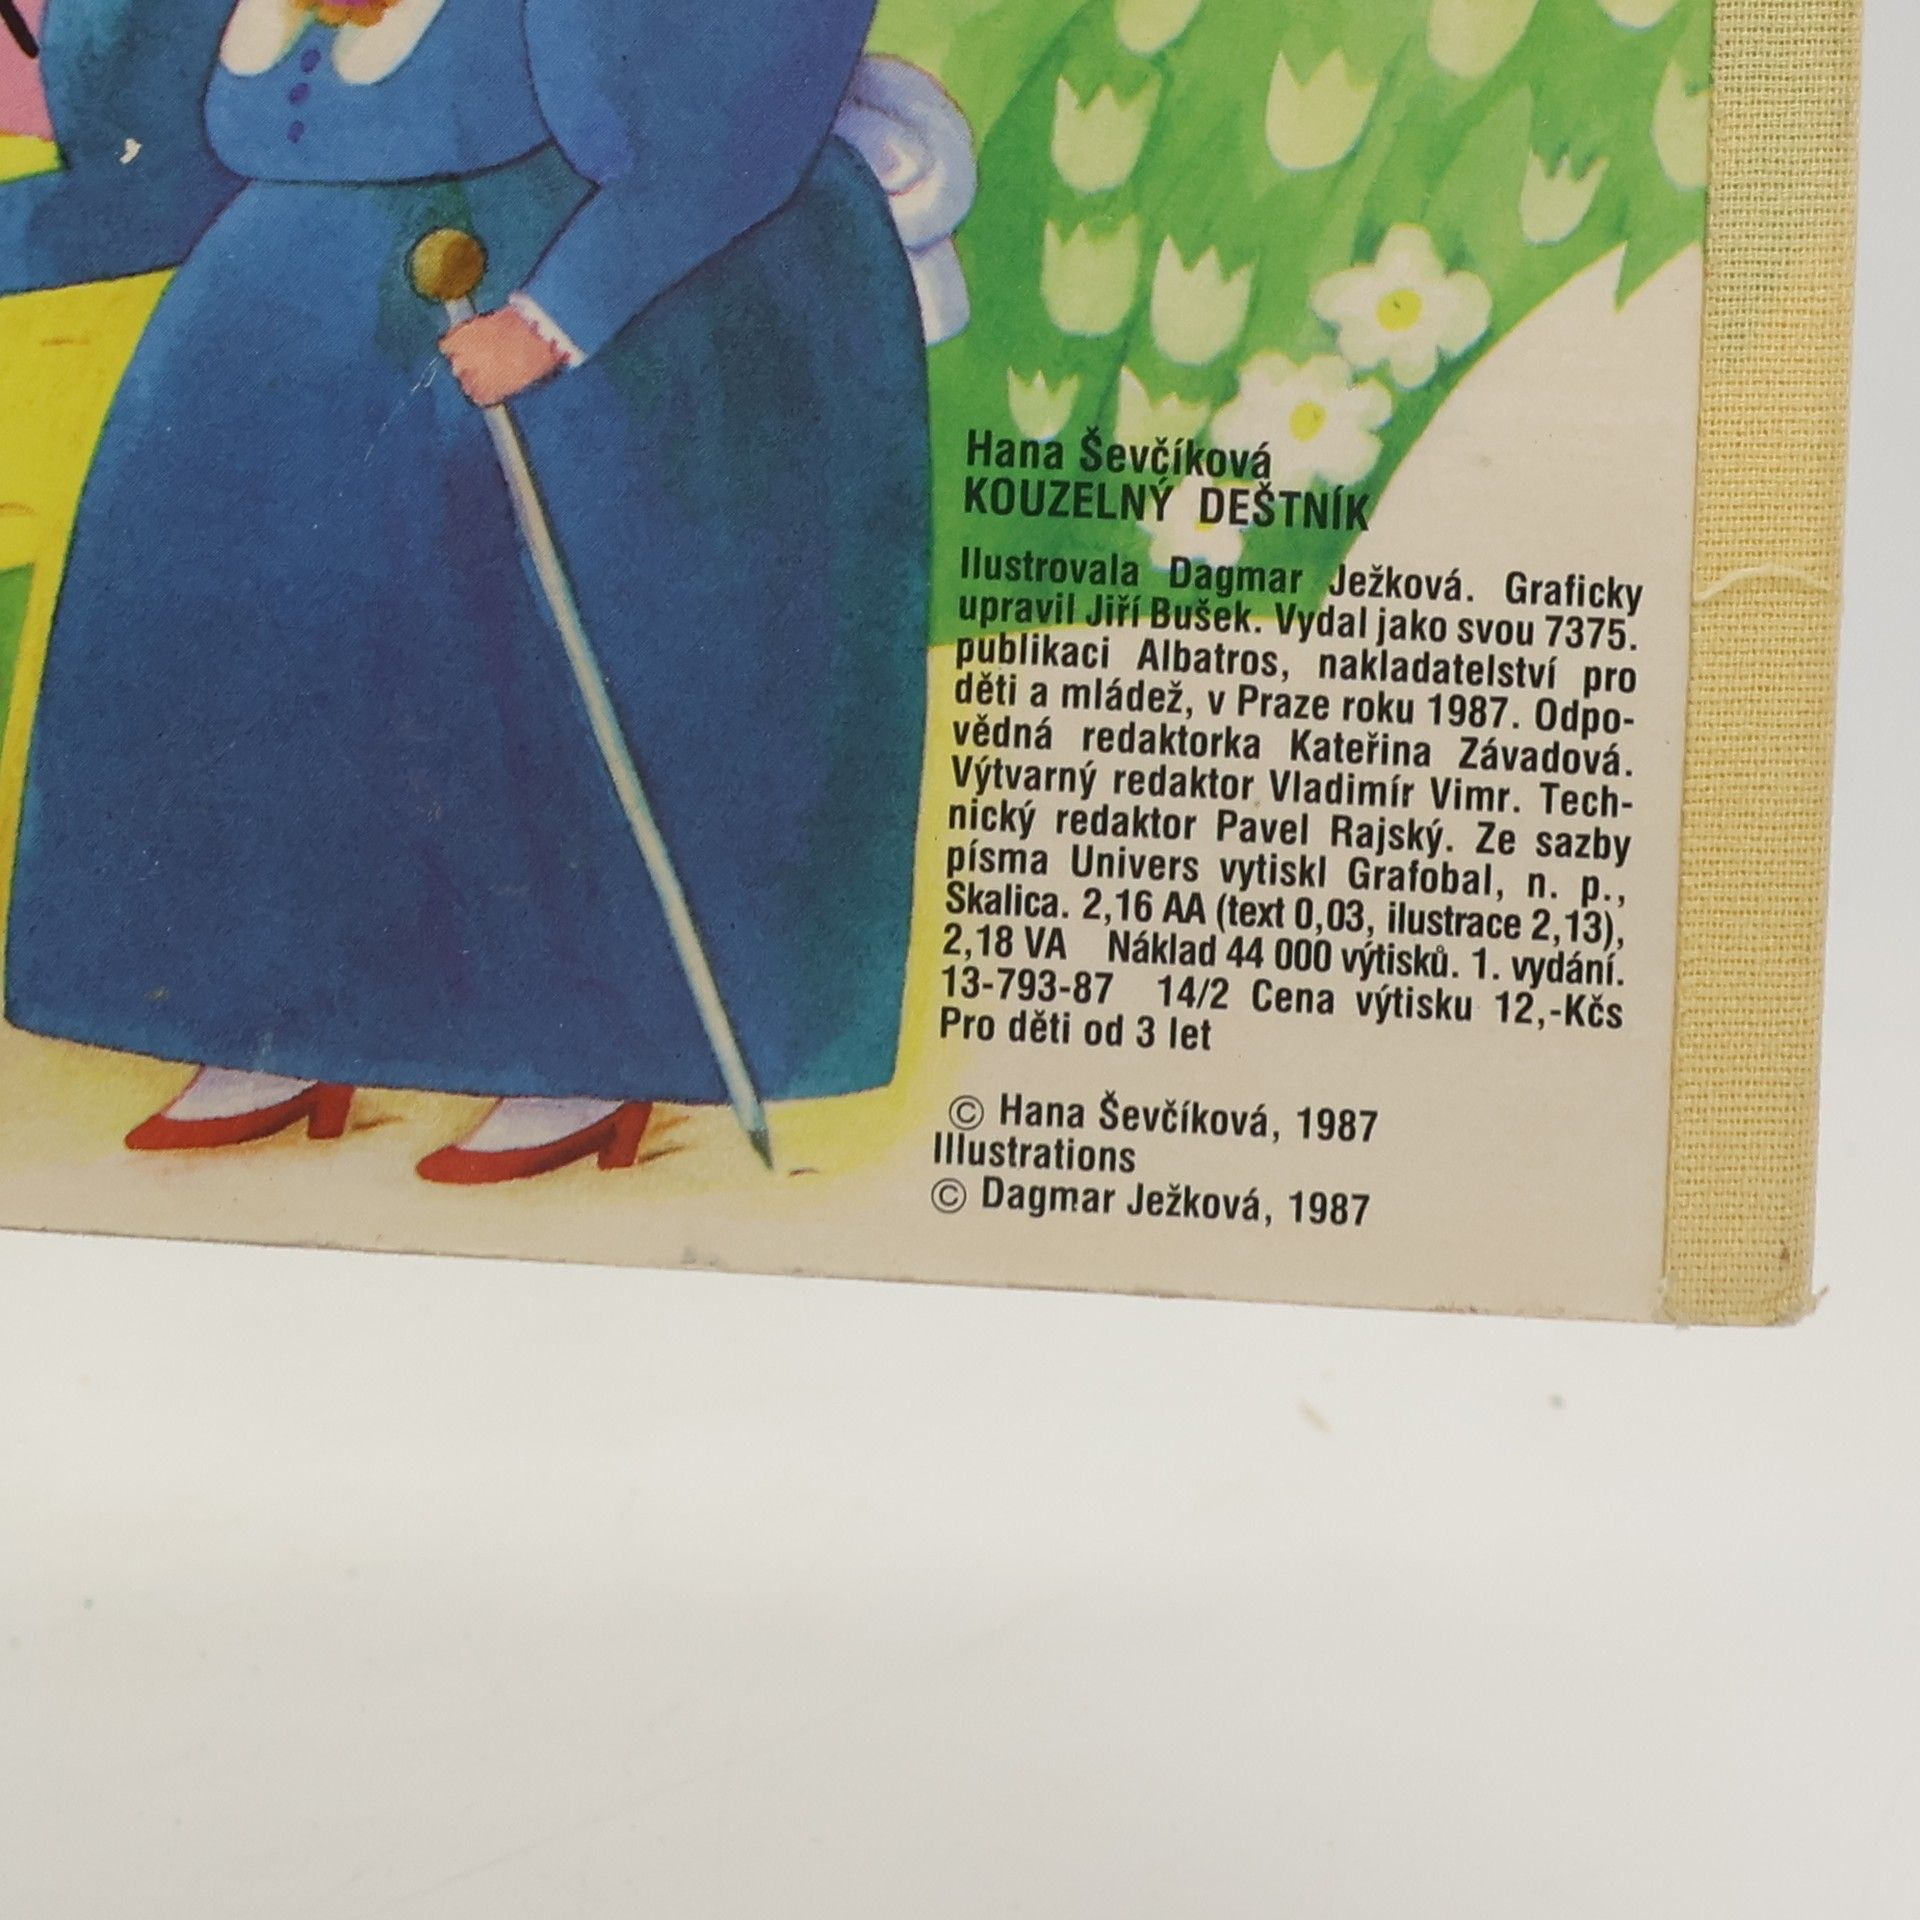 Hana Ševčíková
KOUZELNÝ DEŠTNÍK
Ilustrovala Dagmar Ježková. Graficky
upravil Jiří Bušek. Vydal jako svou 7375.
publikaci Albatros, nakladatelství pro
děti a mládež, v Praze roku 1987. Odpo-
vědná redaktorka Kateřina Závadová.
Výtvarný redaktor Vladimír Vimr. Tech-
nický redaktor Pavel Rajský. Ze sazby
písma Univers vytiskl Grafobal, n. p.,
Skalica. 2,16 AA (text 0,03, ilustrace 2,13),
2,18 VA Náklad 44 000 výtisků. 1. vydání.
13-793-87 14/2 Cena výtisku 12,-Kčs
Pro děti od 3 let
© Hana Ševčíková, 1987
Illustrations
© Dagmar Ježková, 1987